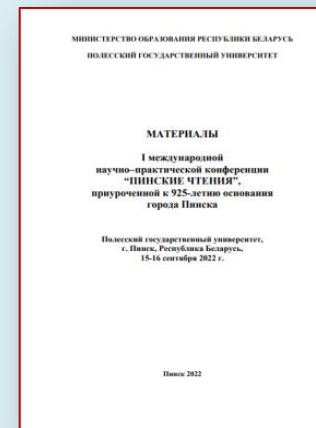 МИНИСТЕРСТВО ОБРАЗОВАНИЯ РЕСПУБЛИКИ БЕЛАРУСЬ
ПОЛЕССКИЙ ГОСУДАРСТВЕННЫЙ УНИВЕРСИТЕТ
МАТЕРИАЛЫ
I международной
научно–практической конференции
“ПИНСКИЕ ЧТЕНИЯ”,
приуроченной к 925-летию основания
города Пинска
Полесский государственный университет,
г. Пинск, Республика Беларусь,
15-16 сентября 2022 г.
Пинск 2022